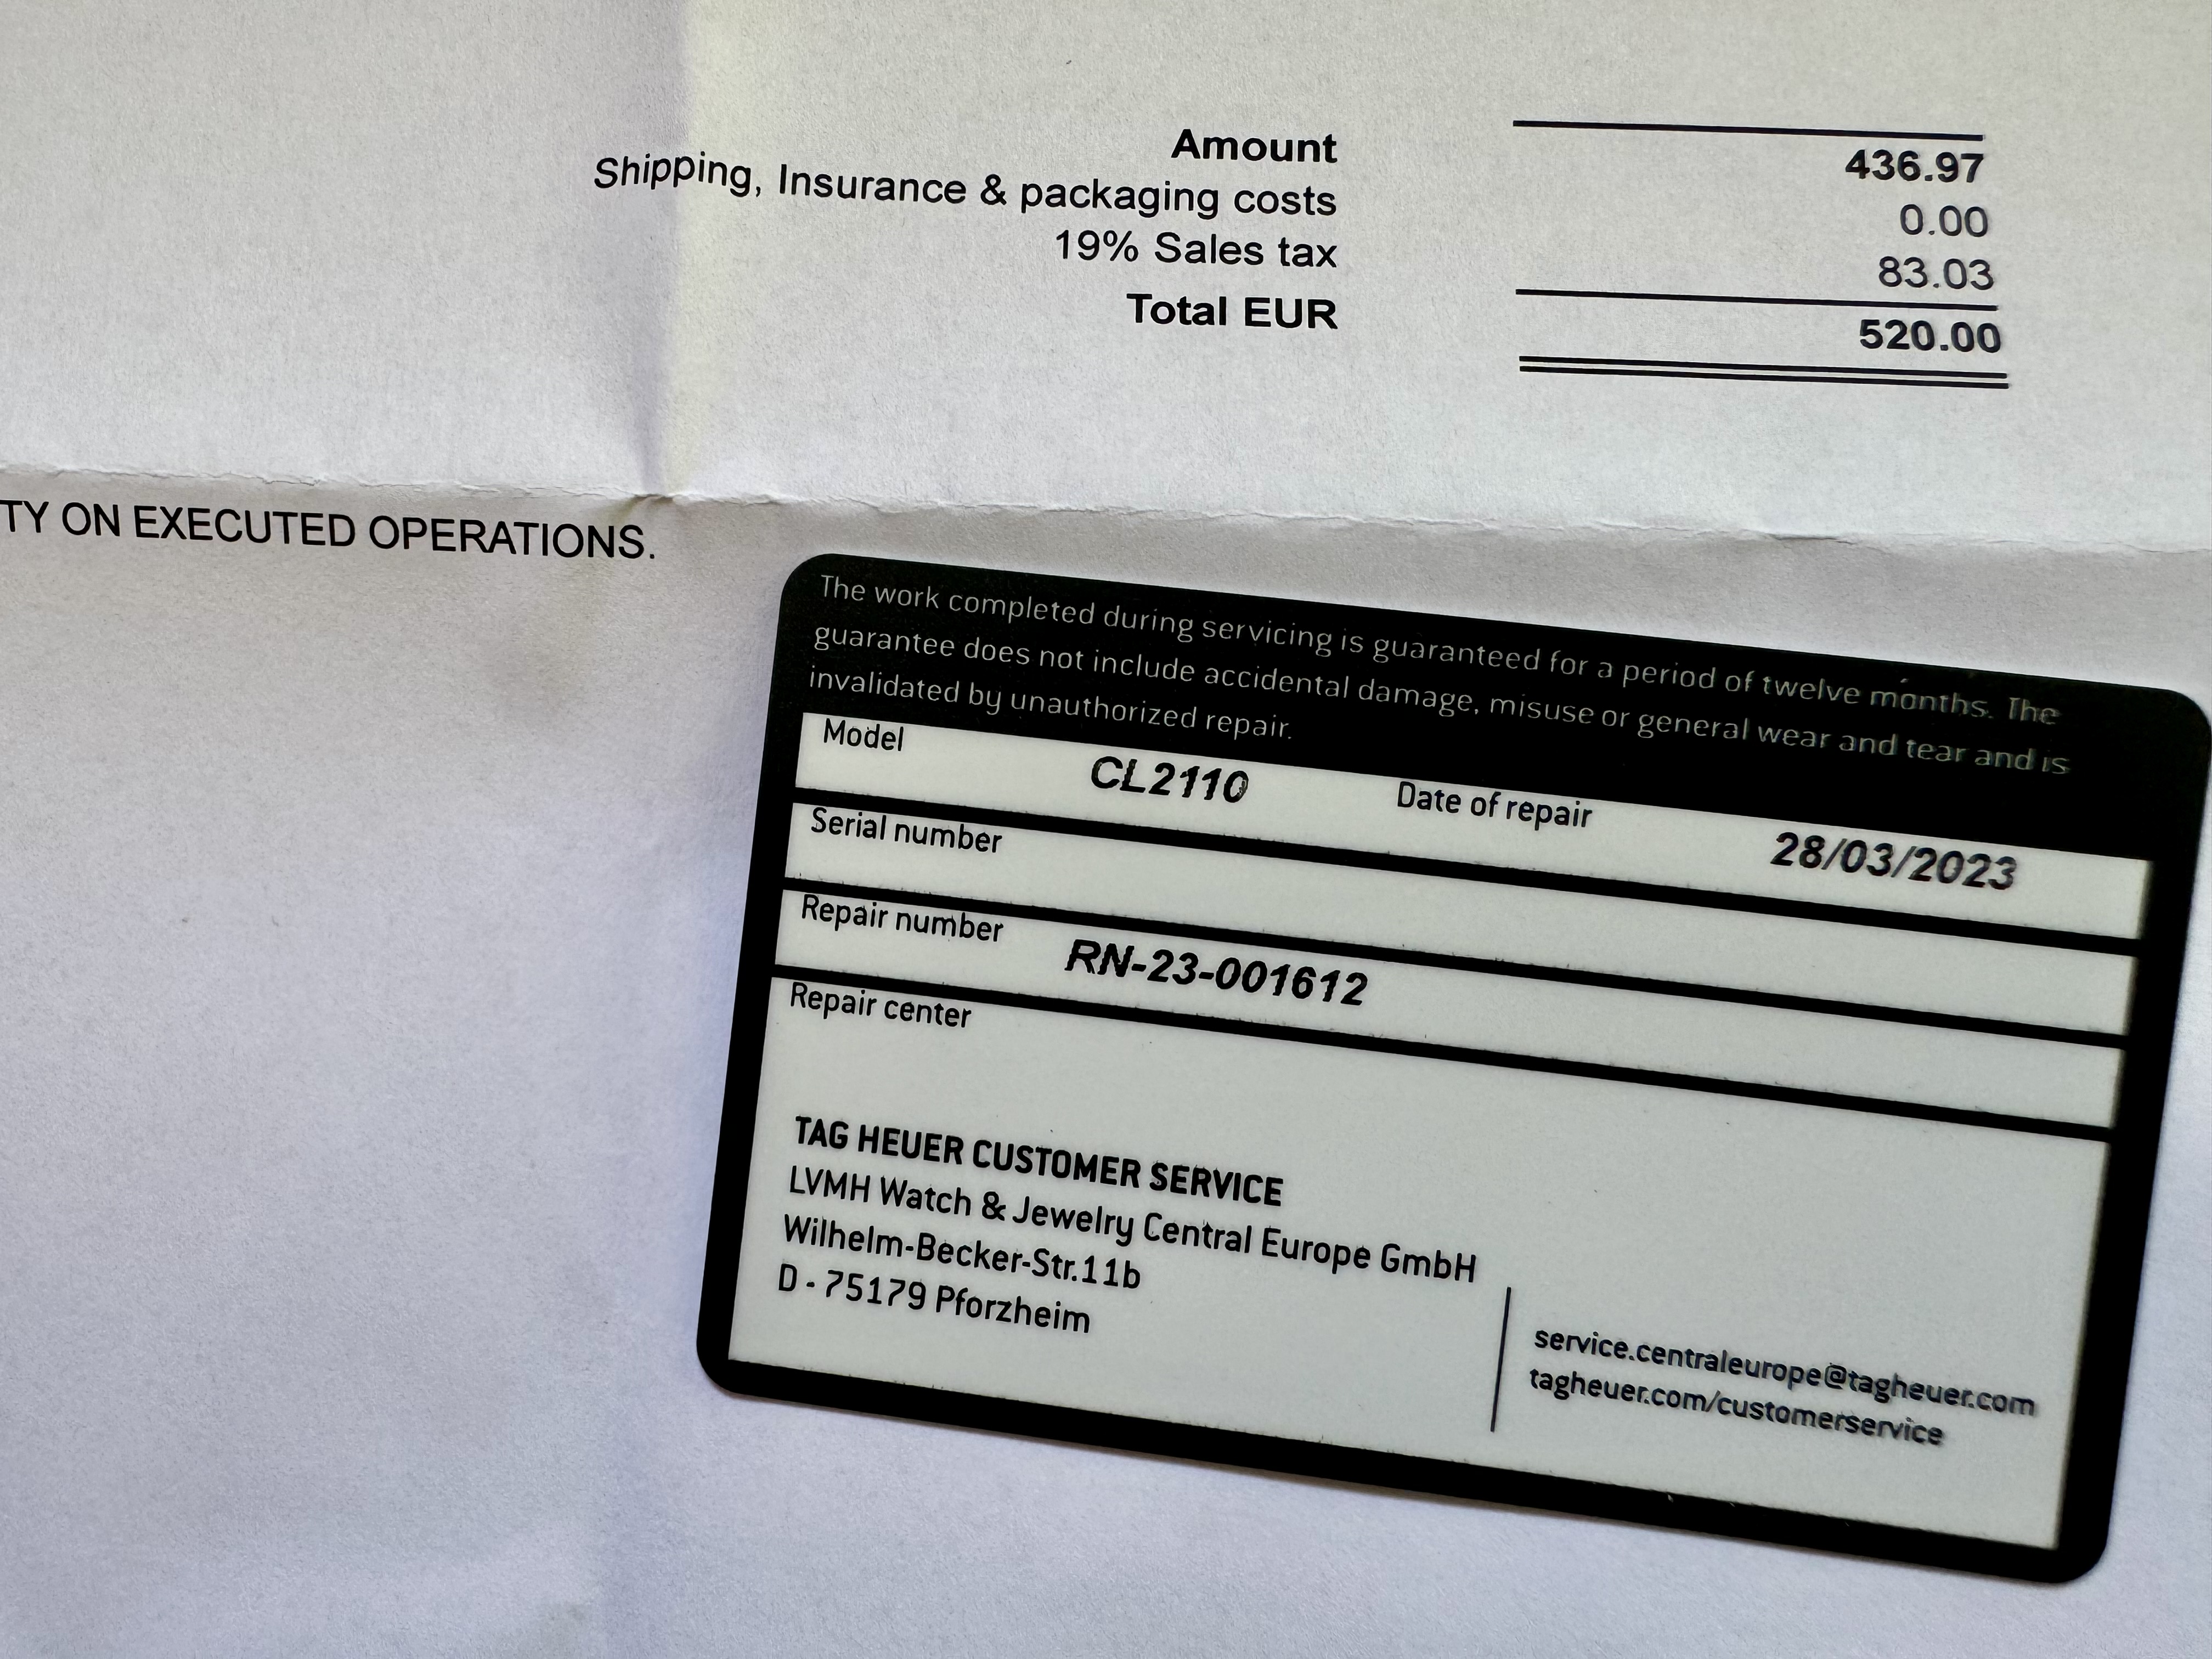 Amount 436.97
Shipping, Insurance & packaging costs 0.00
19% Sales tax 83.03
Total EUR 520.00
TY ON EXECUTED OPERATIONS.
The work completed during servicing is guaranteed for a period of twelve months. The
guarantee does not include accidental damage, misuse or general wear and tear and is
invalidated by unauthorized repair.
Model CL2110 Date of repair 28/03/2023
Serial number
Repair number RN-23-001612
Repair center
TAG HEUER CUSTOMER SERVICE
LVMH Watch & Jewelry Central Europe GmbH
Wilhelm-Becker-Str.11b
D - 75179 Pforzheim
service.centraleurope@tagheuer.com
tagheuer.com/customerservice